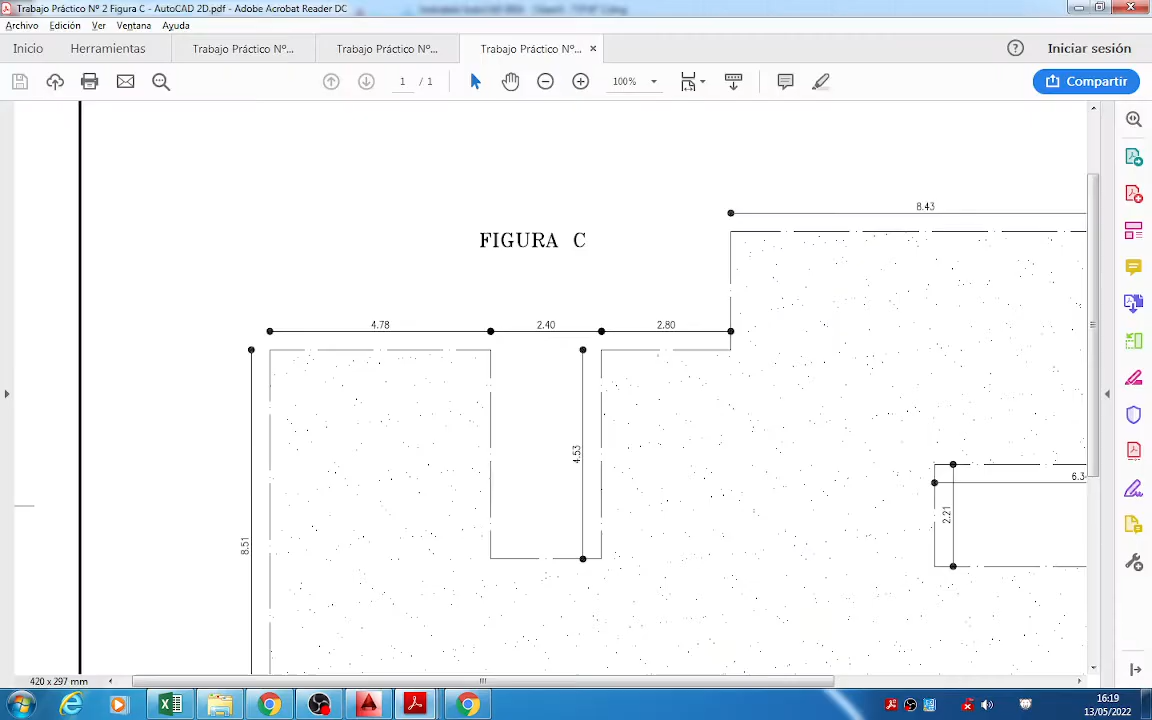 Trabajo Práctico Nº 2 Figura C - AutoCAD 2D.pdf - Adobe Acrobat Reader DC
Archivo Edición Ver Ventana Ayuda
Inicio Herramientas Trabajo Práctico Nº... Trabajo Práctico Nº... Trabajo Práctico Nº... × Iniciar sesión
1 / 1 100% Compartir
8.43
FIGURA C
4.78 2.40 2.80
4.53
6.3
2.21
8.51
420 x 297 mm
16:19
13/05/2022